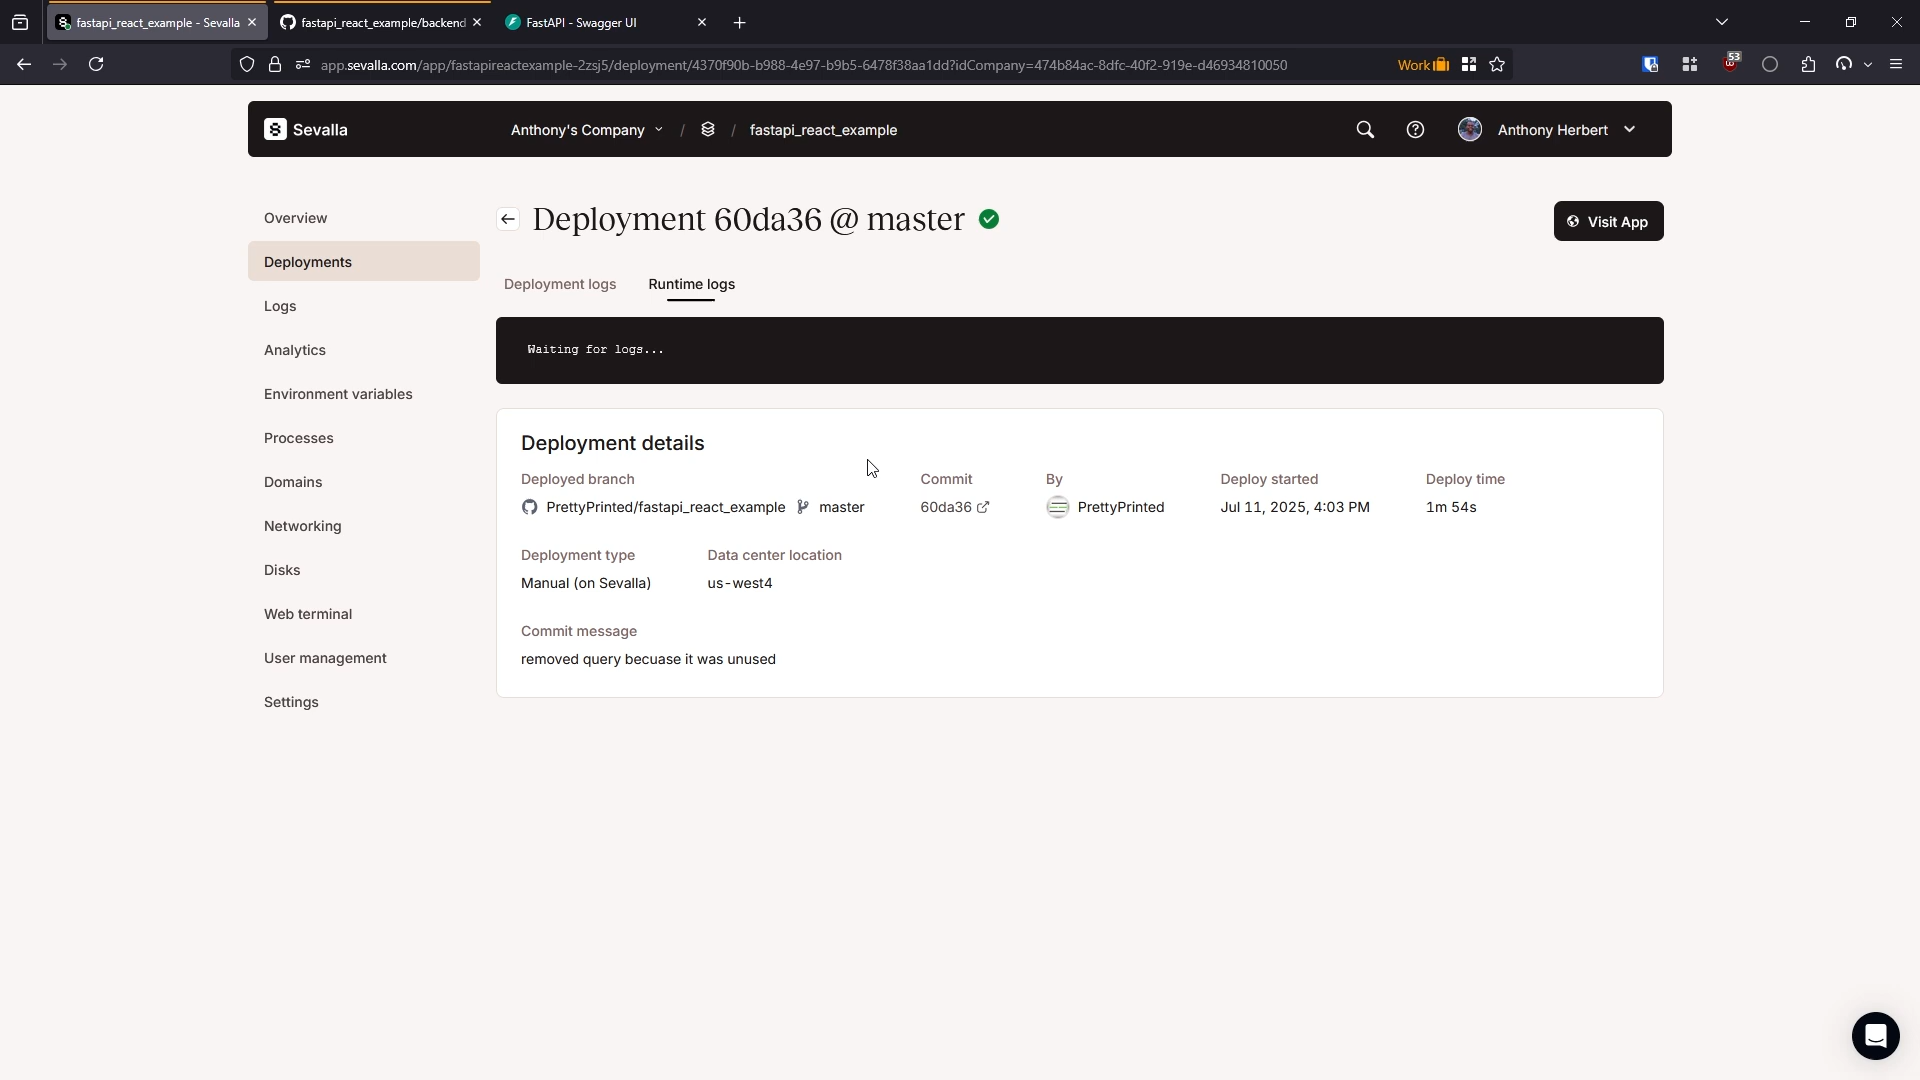 fastapi_react_example - Sevalla
fastapi_react_example/backend
FastAPI - Swagger UI
app.sevalla.com/app/fastapireactexample-2zsj5/deployment/4370f90b-b988-4e97-b9b5-6478f38aa1dd?idCompany=474b84ac-8dfc-40f2-919e-d46934810050
Work
53
Sevalla
Anthony's Company / / fastapi_react_example
Anthony Herbert
Overview
Deployments
Logs
Analytics
Environment variables
Processes
Domains
Networking
Disks
Web terminal
User management
Settings
Deployment 60da36 @ master
Visit App
Deployment logs
Runtime logs
Waiting for logs...
Deployment details
Deployed branch
PrettyPrinted/fastapi_react_example master
Commit
60da36
By
PrettyPrinted
Deploy started
Jul 11, 2025, 4:03 PM
Deploy time
1m 54s
Deployment type
Manual (on Sevalla)
Data center location
us-west4
Commit message
removed query becuase it was unused